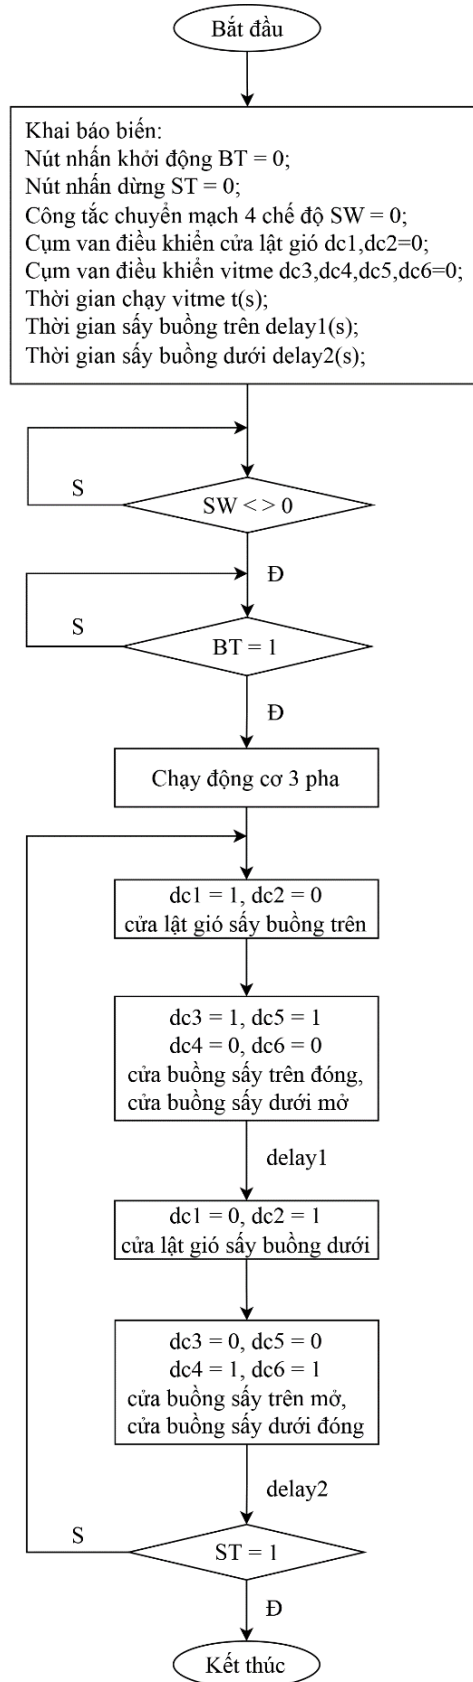 Bắt đầu
Khai báo biến:
Nút nhấn khởi động BT = 0;
Nút nhấn dừng ST = 0;
Công tắc chuyển mạch 4 chế độ SW = 0;
Cụm van điều khiển cửa lật gió dc1,dc2=0;
Cụm van điều khiển vitme dc3,dc4,dc5,dc6=0;
Thời gian chạy vitme t(s);
Thời gian sấy buồng trên delay1(s);
Thời gian sấy buồng dưới delay2(s);
S
SW < > 0
Đ
S
BT = 1
Đ
Chạy động cơ 3 pha
dc1 = 1, dc2 = 0
cửa lật gió sấy buồng trên
dc3 = 1, dc5 = 1
dc4 = 0, dc6 = 0
cửa buồng sấy trên đóng,
cửa buồng sấy dưới mở
delay1
dc1 = 0, dc2 = 1
cửa lật gió sấy buồng dưới
dc3 = 0, dc5 = 0
dc4 = 1, dc6 = 1
cửa buồng sấy trên mở,
cửa buồng sấy dưới đóng
delay2
S
ST = 1
Đ
Kết thúc